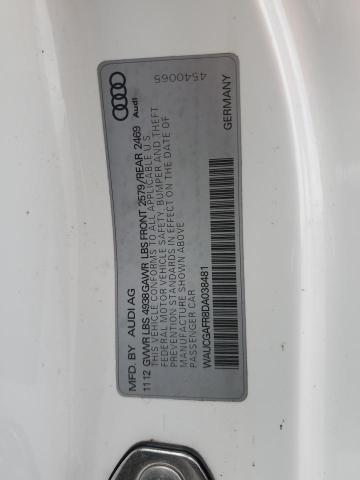 4540065
Audi
MFD. BY AUDI AG
11 12 GVWR LBS 4938 GAWR LBS FRONT 2579/REAR 2469
THIS VEHICLE CONFORMS TO ALL APPLICABLE U S
FEDERAL MOTOR VEHICLE SAFETY, BUMPER AND THEFT
PREVENTION STANDARDS IN EFFECT ON THE DATE OF
MANUFACTURE SHOWN ABOVE
PASSENGER CAR
WAUCGAFR8DA038481
GERMANY